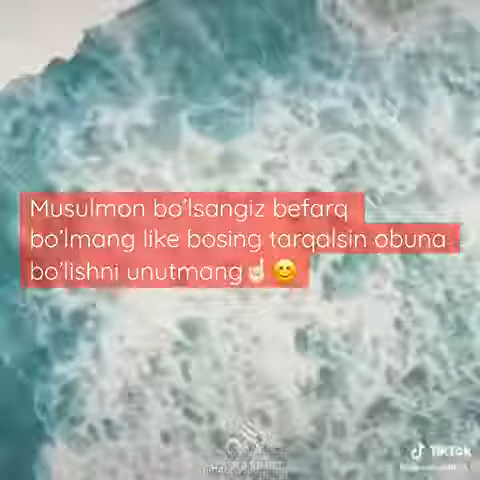 Musulmon bo'lsangiz befarq
bo'lmang like bosing tarqalsin obuna
bo'lishni unutmang☝🏻😊
TikTok